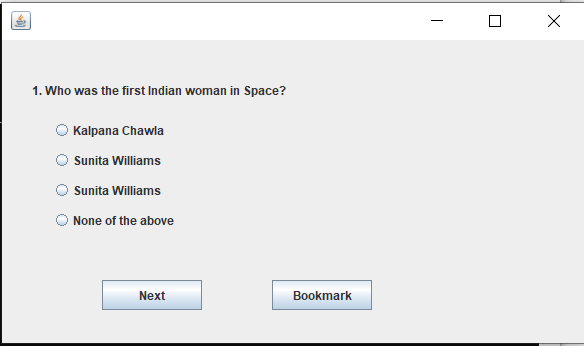 1. Who was the first Indian woman in Space?
Kalpana Chawla
Sunita Williams
Sunita Williams
None of the above
Next Bookmark